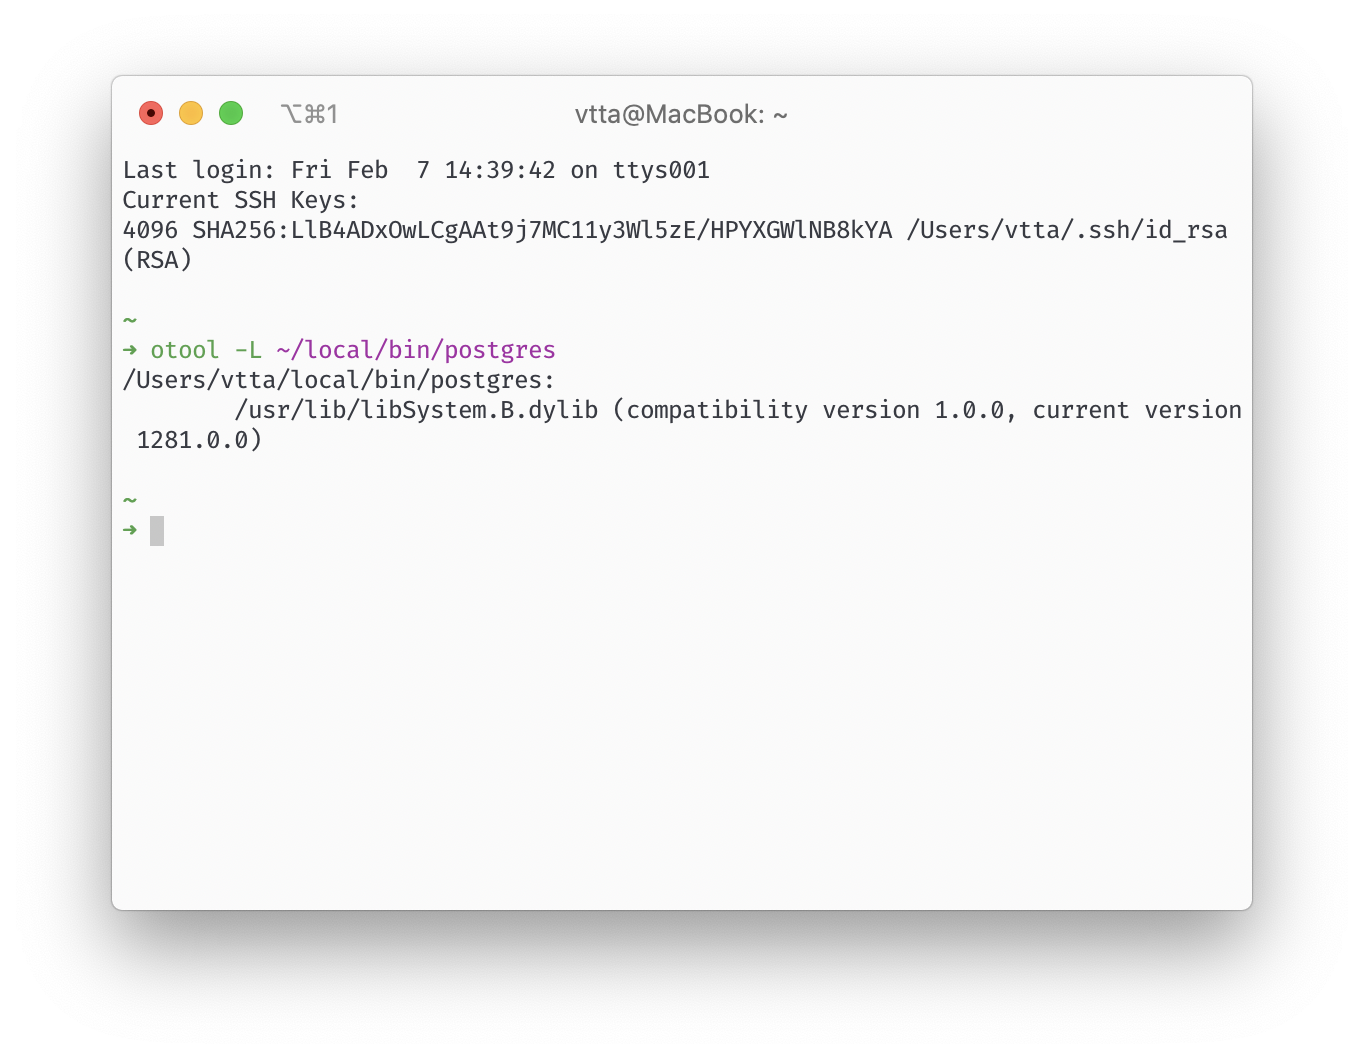 ⌥⌘1 vtta@MacBook: ~
Last login: Fri Feb  7 14:39:42 on ttys001
Current SSH Keys:
4096 SHA256:LlB4ADxOwLCgAAt9j7MC11y3Wl5zE/HPYXGWlNB8kYA /Users/vtta/.ssh/id_rsa
(RSA)
~
➜ otool -L ~/local/bin/postgres
/Users/vtta/local/bin/postgres:
        /usr/lib/libSystem.B.dylib (compatibility version 1.0.0, current version
 1281.0.0)
~
➜